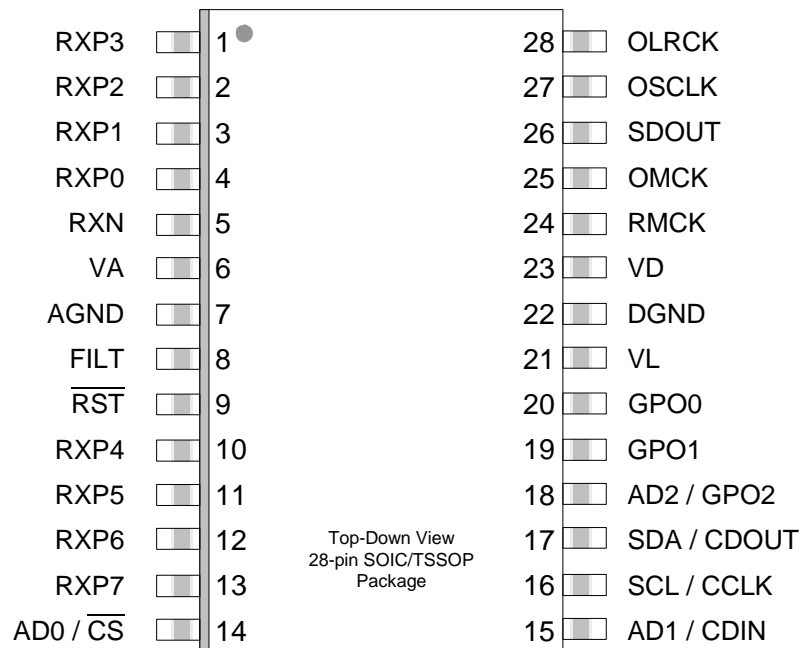 RXP3 1 28 OLRCK
RXP2 2 27 OSCLK
RXP1 3 26 SDOUT
RXP0 4 25 OMCK
RXN 5 24 RMCK
VA 6 23 VD
AGND 7 22 DGND
FILT 8 21 VL
R̅S̅T̅ 9 20 GPO0
RXP4 10 19 GPO1
RXP5 11 18 AD2 / GPO2
RXP6 12 17 SDA / CDOUT
RXP7 13 16 SCL / CCLK
AD0 / C̅S̅ 14 15 AD1 / CDIN
Top-Down View
28-pin SOIC/TSSOP
Package